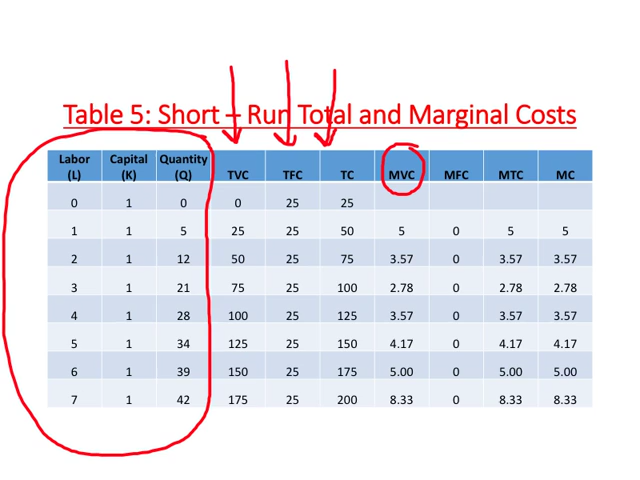 Table 5: Short – Run Total and Marginal Costs
Labor (L) Capital (K) Quantity (Q) TVC TFC TC MVC MFC MTC MC
0 1 0 0 25 25
1 1 5 25 25 50 5 0 5 5
2 1 12 50 25 75 3.57 0 3.57 3.57
3 1 21 75 25 100 2.78 0 2.78 2.78
4 1 28 100 25 125 3.57 0 3.57 3.57
5 1 34 125 25 150 4.17 0 4.17 4.17
6 1 39 150 25 175 5.00 0 5.00 5.00
7 1 42 175 25 200 8.33 0 8.33 8.33